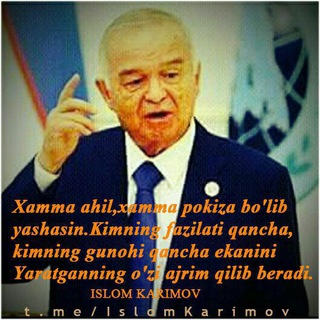 Xamma ahil,xamma pokiza bo'lib
yashasin.Kimning fazilati qancha,
kimning gunohi qancha ekanini
Yaratganning o'zi ajrim qilib beradi.
ISLOM KARIMOV
t.me/IslomKarimov